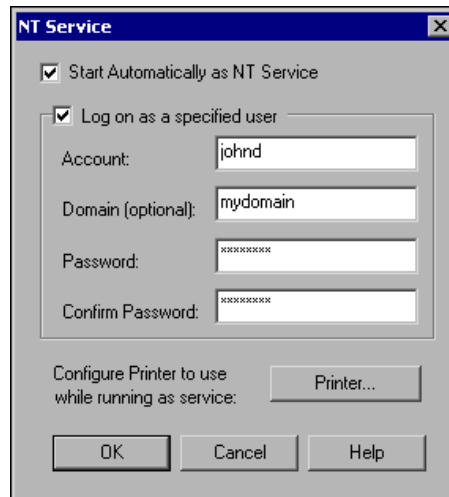 NT Service
Start Automatically as NT Service
Log on as a specified user
Account: johnd
Domain (optional): mydomain
Password: ********
Confirm Password: ********
Configure Printer to use
while running as service:
Printer...
OK Cancel Help